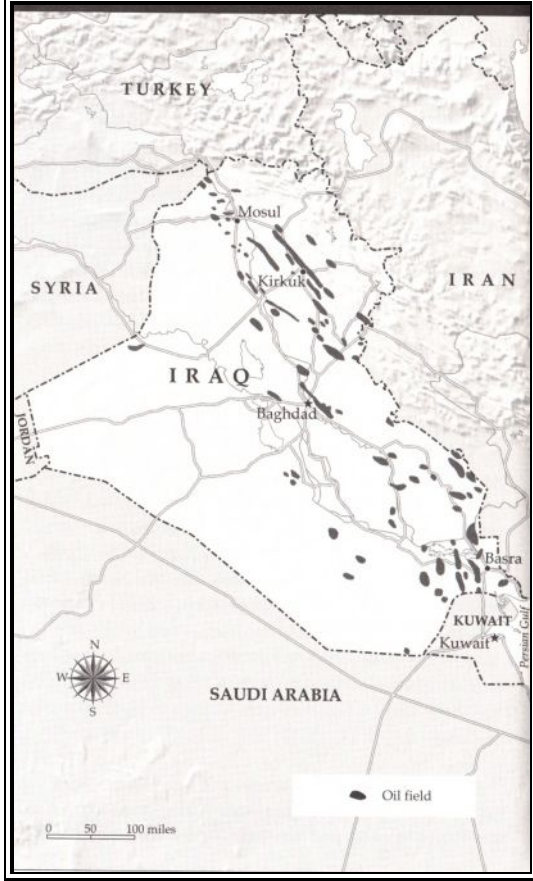 TURKEY
Mosul
SYRIA
Kirkuk
IRAN
IRAQ
Baghdad
JORDAN
Basra
KUWAIT
Kuwait
Persian Gulf
N
W
E
S
SAUDI ARABIA
Oil field
0 50 100 miles